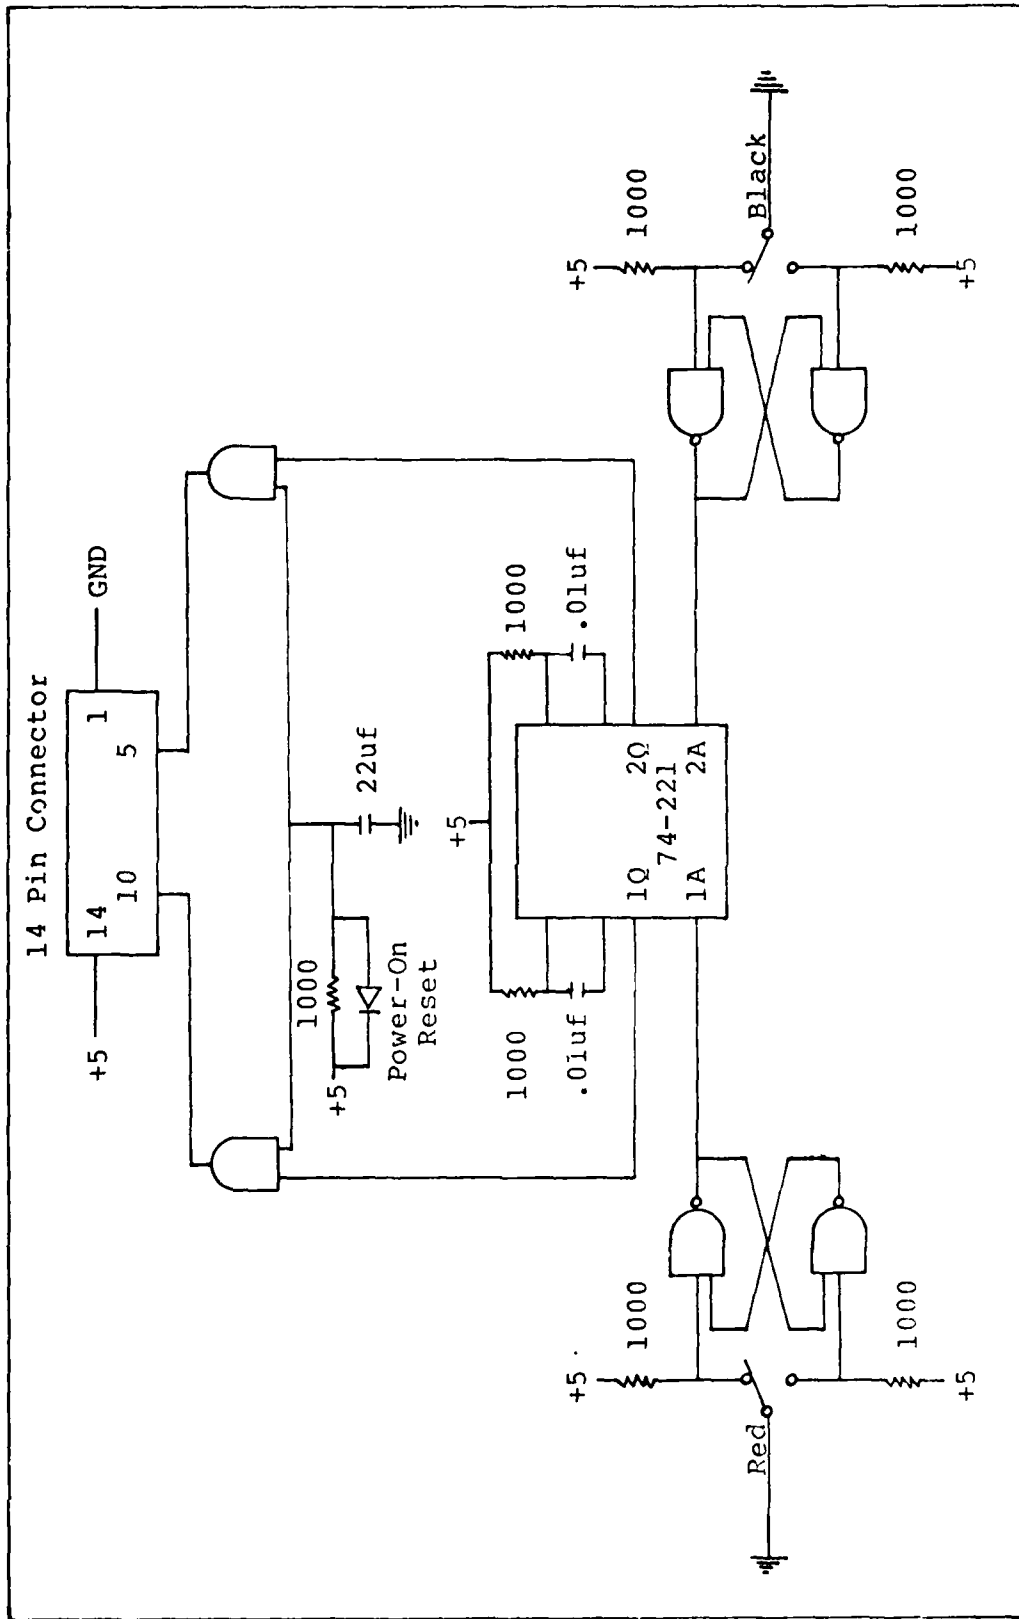 14 Pin Connector
+5
14
1
GND
10
5
1000
+5
Power-On
Reset
22uf
+5
1000
.01uf
1000
.01uf
1Q
2Q
74-221
1A
2A
+5
1000
Red
1000
+5
+5
1000
Black
1000
+5